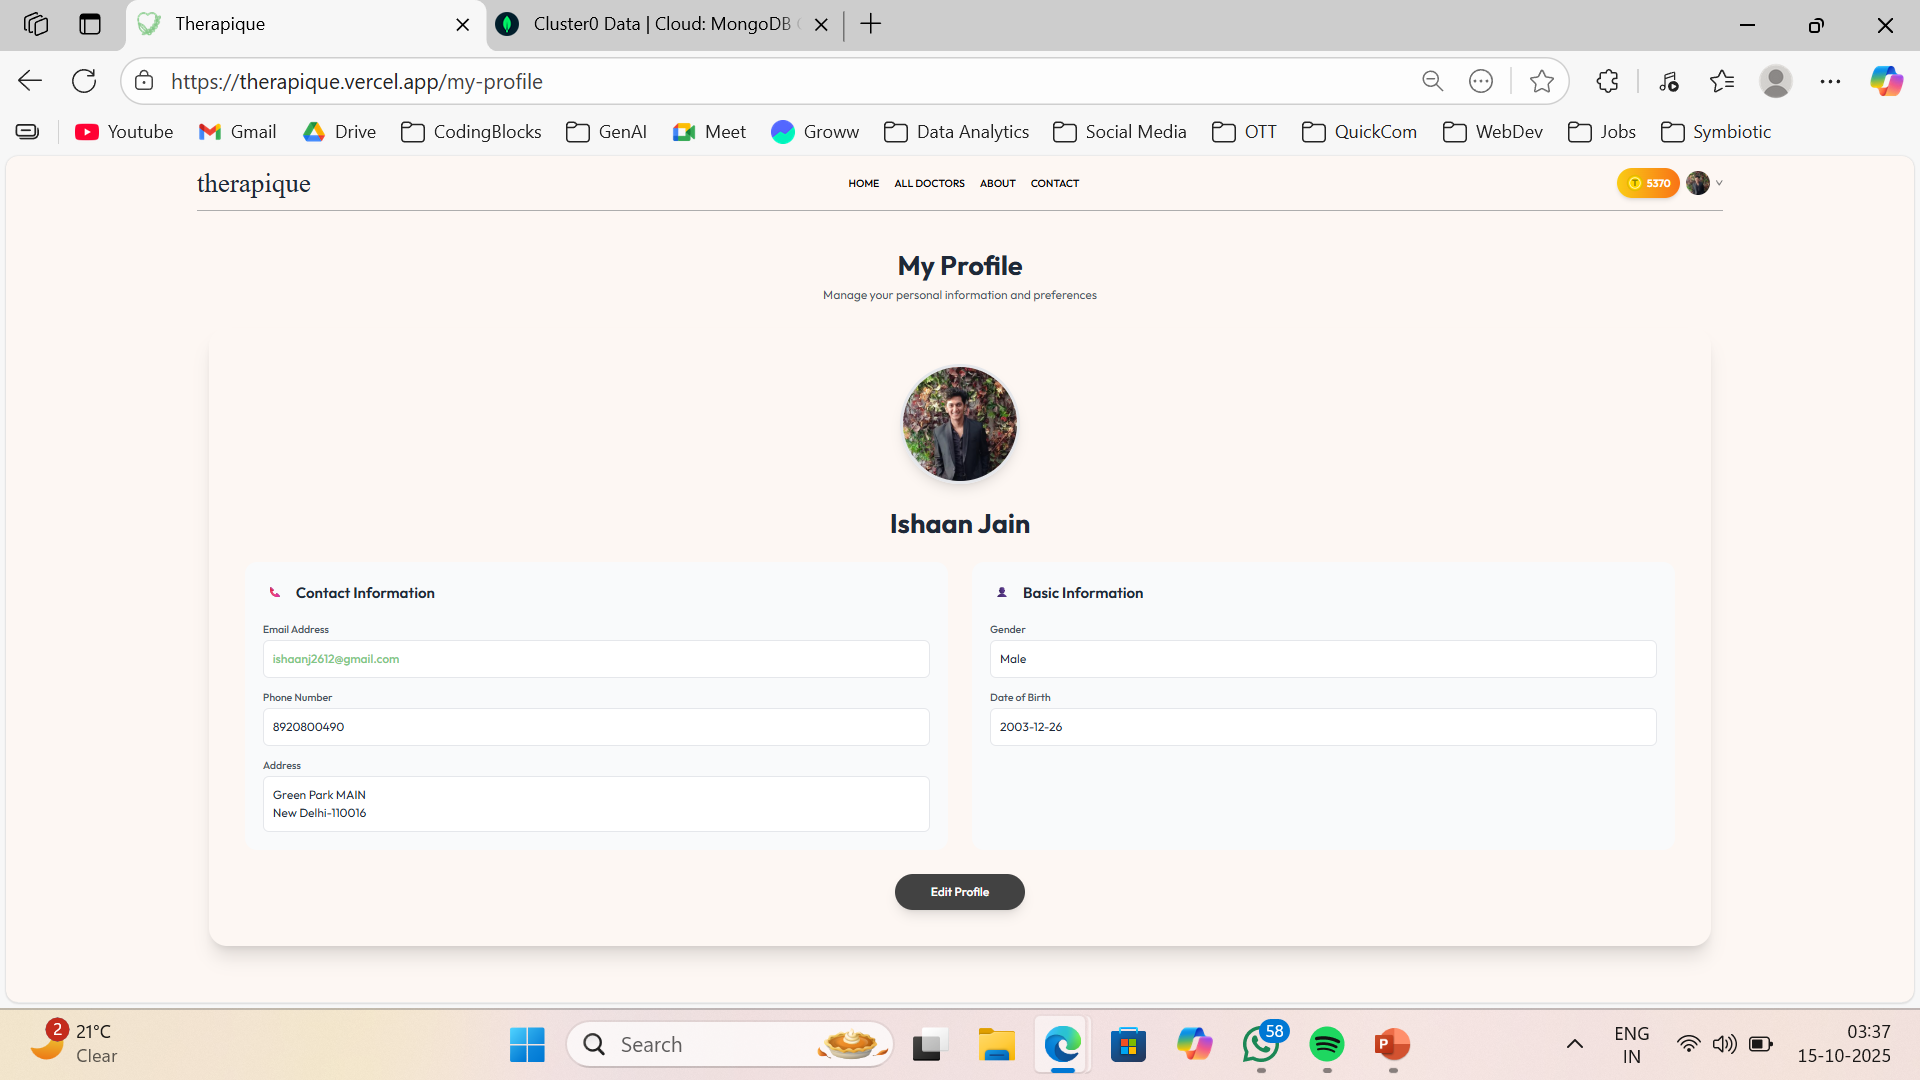 Therapique
Cluster0 Data | Cloud: MongoDB
https://therapique.vercel.app/my-profile
Youtube Gmail Drive CodingBlocks GenAI Meet Groww Data Analytics Social Media OTT QuickCom WebDev Jobs Symbiotic
therapique HOME ALL DOCTORS ABOUT CONTACT T 5370
My Profile
Manage your personal information and preferences
Ishaan Jain
Contact Information
Email Address
ishaanj2612@gmail.com
Phone Number
8920800490
Address
Green Park MAIN
New Delhi-110016
Basic Information
Gender
Male
Date of Birth
2003-12-26
Edit Profile
2 21°C
Clear
Search
58
P
ENG
IN
03:37
15-10-2025